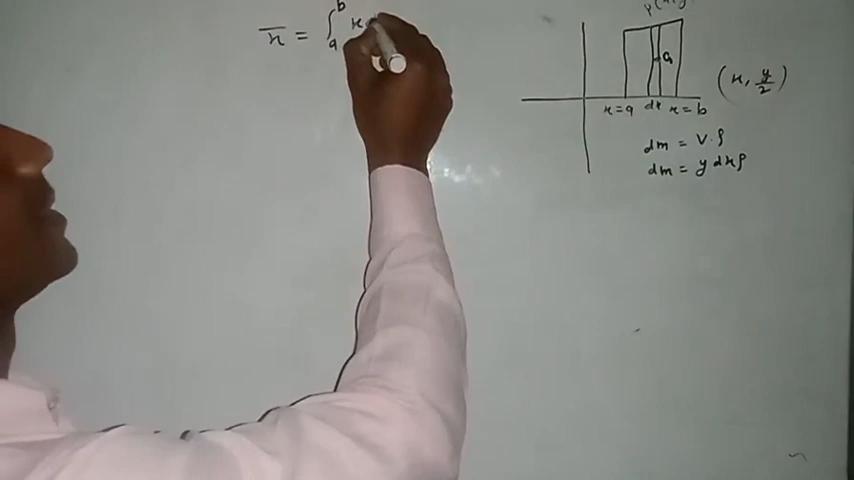 x̄ = ∫ₐᵇ x
G
(x, y/2)
x=a dx x=b
dm = V.ρ
dm = y dx ρ